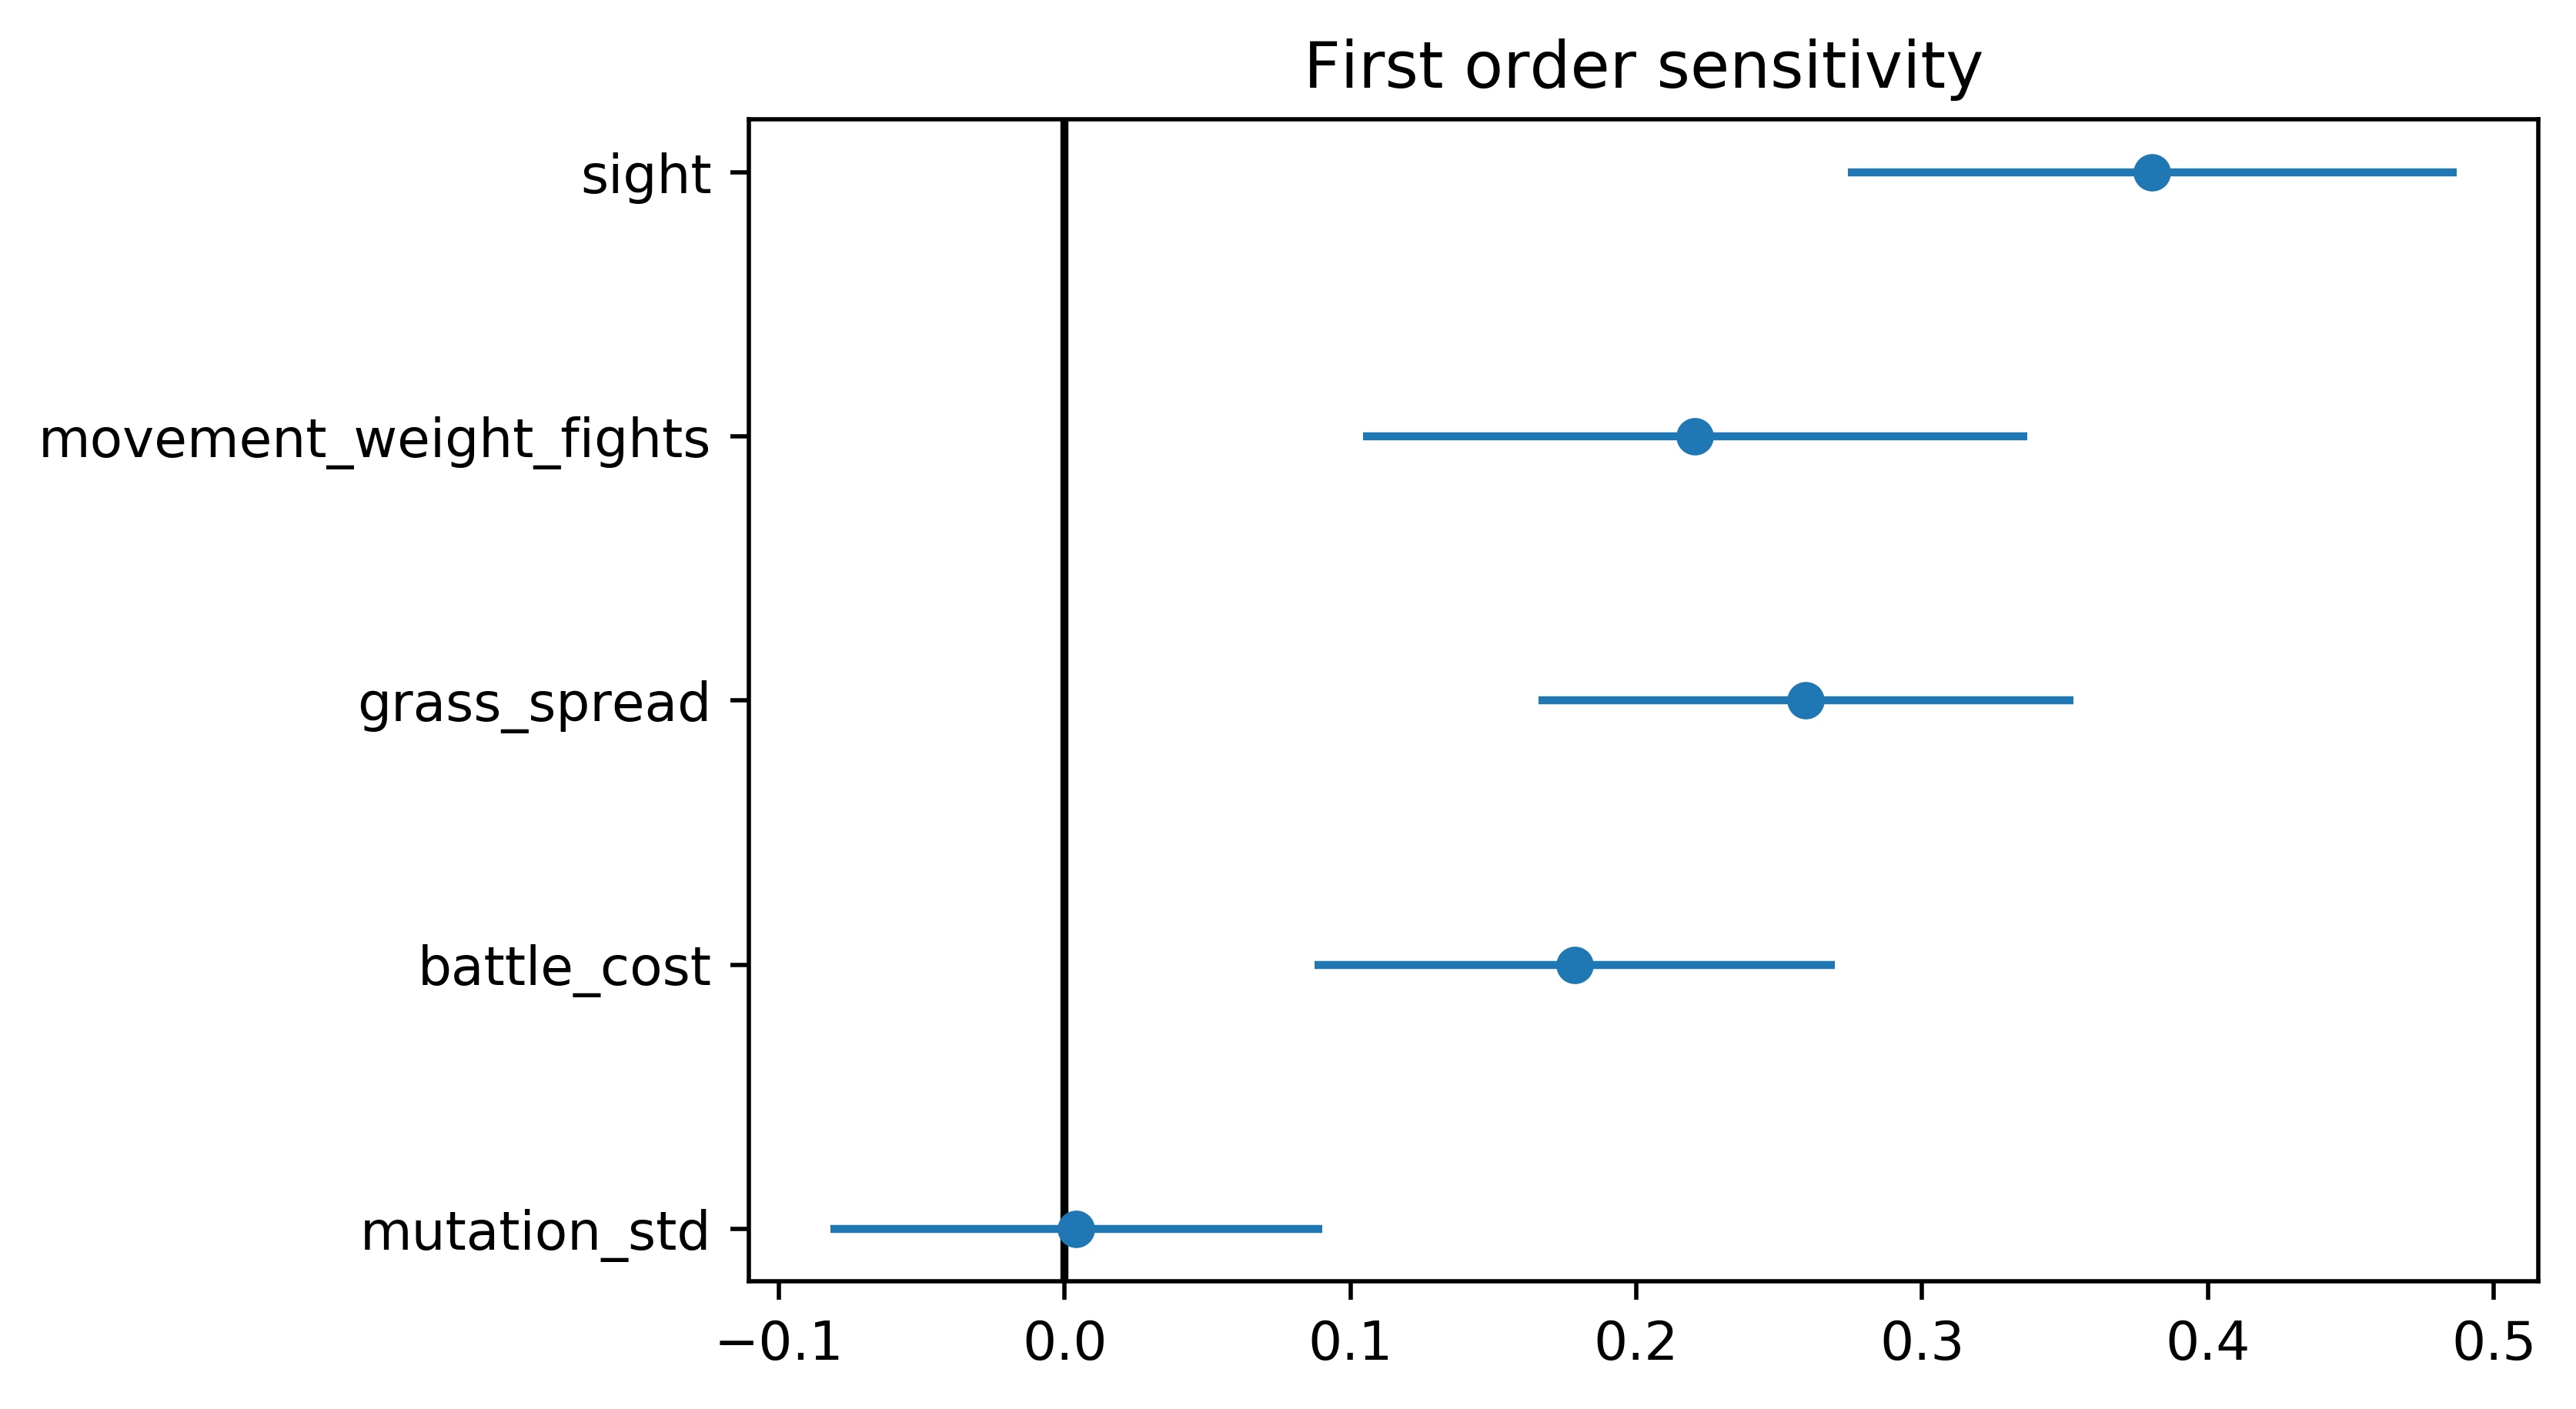 First order sensitivity
sight
movement_weight_fights
grass_spread
battle_cost
mutation_std
−0.1 0.0 0.1 0.2 0.3 0.4 0.5